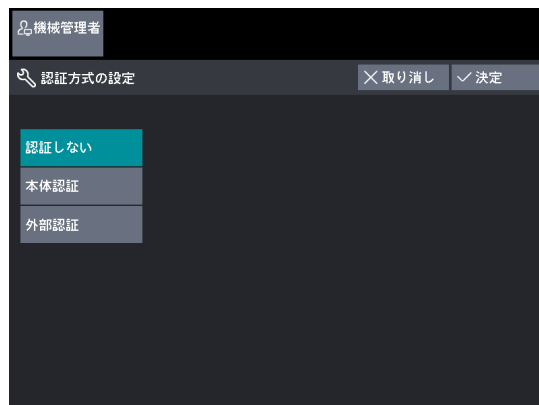 機械管理者
認証方式の設定
取り消し
決定
認証しない
本体認証
外部認証